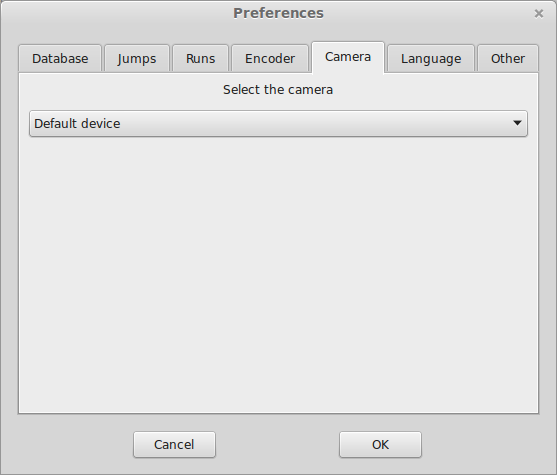 Preferences
Database Jumps Runs Encoder Camera Language Other
Select the camera
Default device
Cancel OK